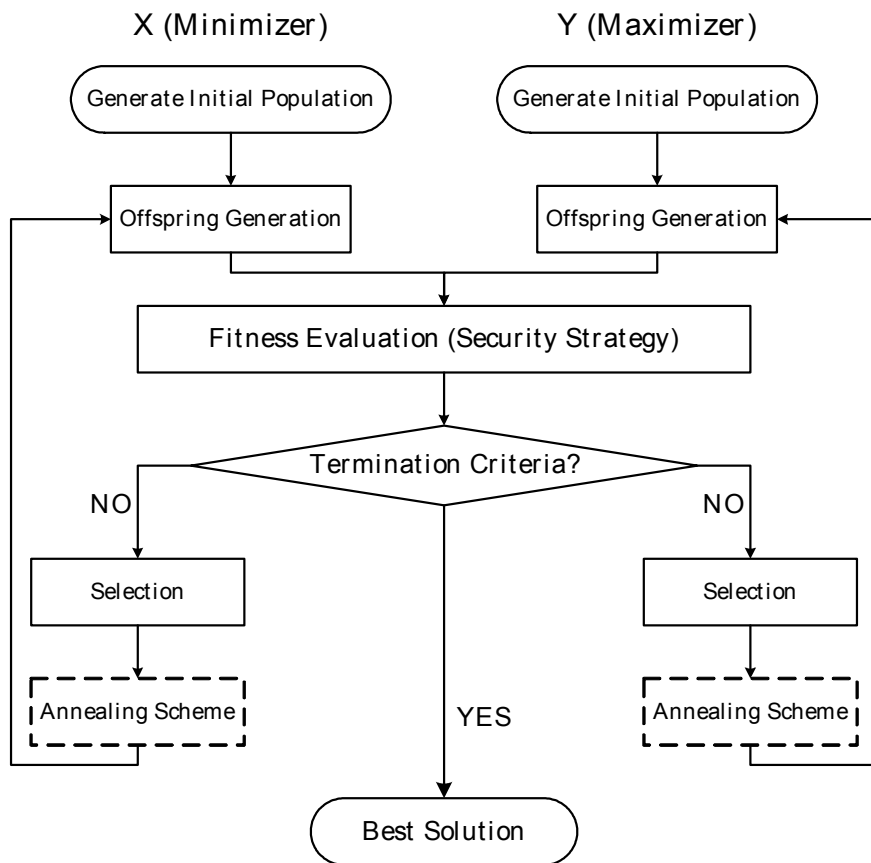 X (Minimizer)
Y (Maximizer)
Generate Initial Population
Generate Initial Population
Offspring Generation
Offspring Generation
Fitness Evaluation (Security Strategy)
Termination Criteria?
NO
NO
Selection
Selection
Annealing Scheme
Annealing Scheme
YES
Best Solution